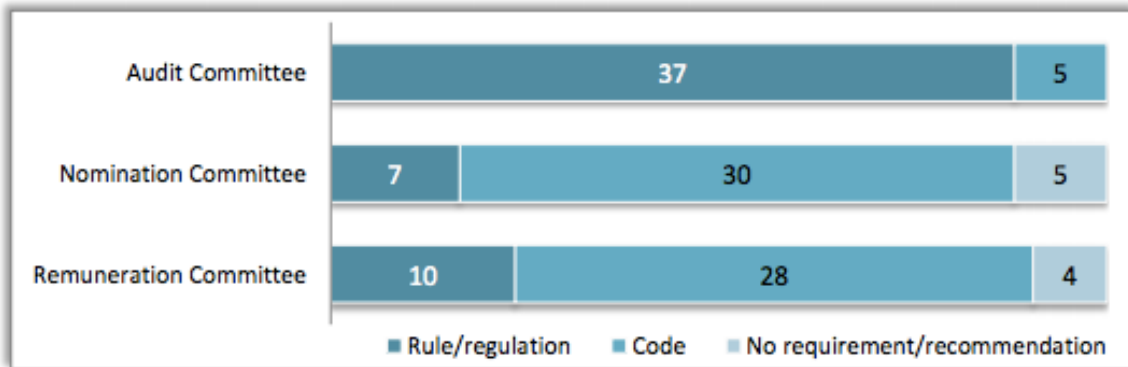 Audit Committee 37 5
Nomination Committee 7 30 5
Remuneration Committee 10 28 4
Rule/regulation Code No requirement/recommendation